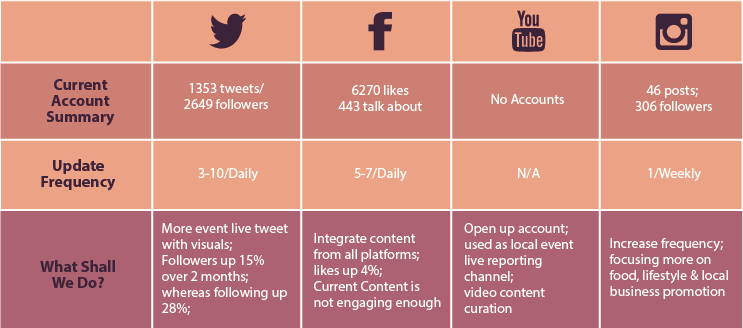 You
Tube
Current
Account
Summary
1353 tweets/
2649 followers
6270 likes
443 talk about
No Accounts
46 posts;
306 followers
Update
Frequency
3-10/Daily
5-7/Daily
N/A
1/Weekly
What Shall
We Do?
More event live tweet
with visuals;
Followers up 15%
over 2 months;
whereas following up
28%;
Integrate content
from all platforms;
likes up 4%;
Current Content is
not engaging enough
Open up account;
used as local event
live reporting
channel;
video content
curation
Increase frequency;
focusing more on
food, lifestyle & local
business promotion